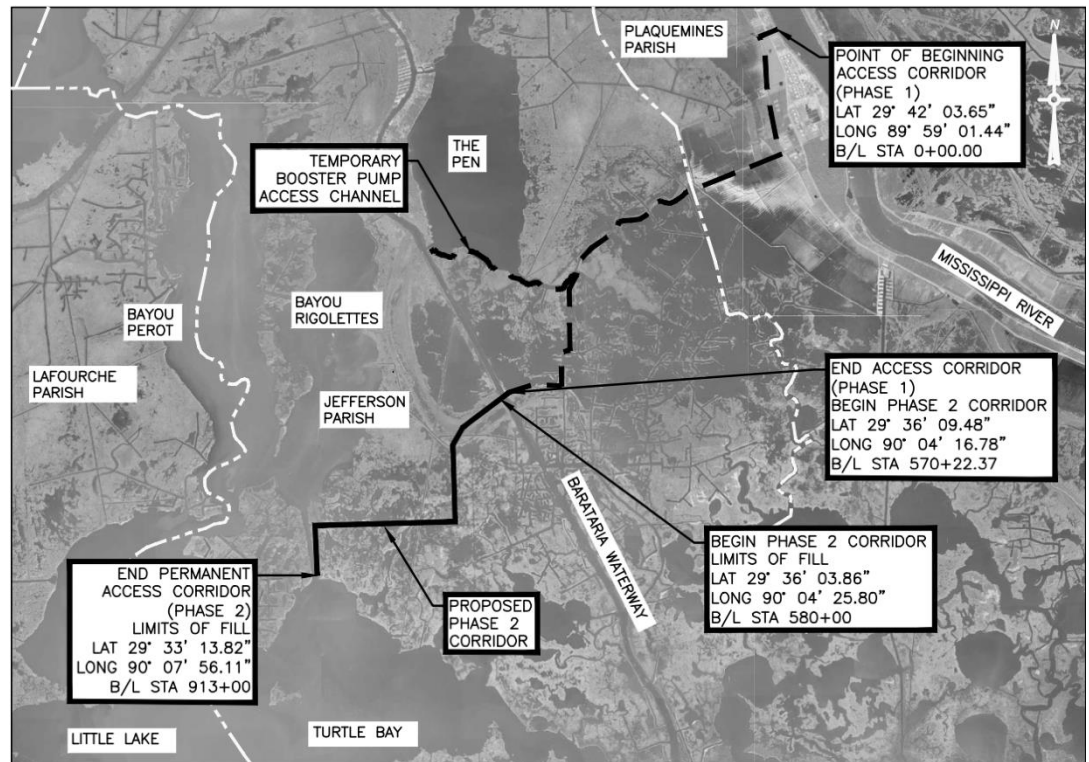 PLAQUEMINES
PARISH
N
POINT OF BEGINNING
ACCESS CORRIDOR
(PHASE 1)
LAT 29° 42' 03.65"
LONG 89° 59' 01.44"
B/L STA 0+00.00
THE
PEN
TEMPORARY
BOOSTER PUMP
ACCESS CHANNEL
MISSISSIPPI RIVER
BAYOU
PEROT
BAYOU
RIGOLETTES
LAFOURCHE
PARISH
JEFFERSON
PARISH
END ACCESS CORRIDOR
(PHASE 1)
BEGIN PHASE 2 CORRIDOR
LAT 29° 36' 09.48"
LONG 90° 04' 16.78"
B/L STA 570+22.37
BARATARIA WATERWAY
BEGIN PHASE 2 CORRIDOR
LIMITS OF FILL
LAT 29° 36' 03.86"
LONG 90° 04' 25.80"
B/L STA 580+00
END PERMANENT
ACCESS CORRIDOR
(PHASE 2)
LIMITS OF FILL
LAT 29° 33' 13.82"
LONG 90° 07' 56.11"
B/L STA 913+00
PROPOSED
PHASE 2
CORRIDOR
LITTLE LAKE
TURTLE BAY